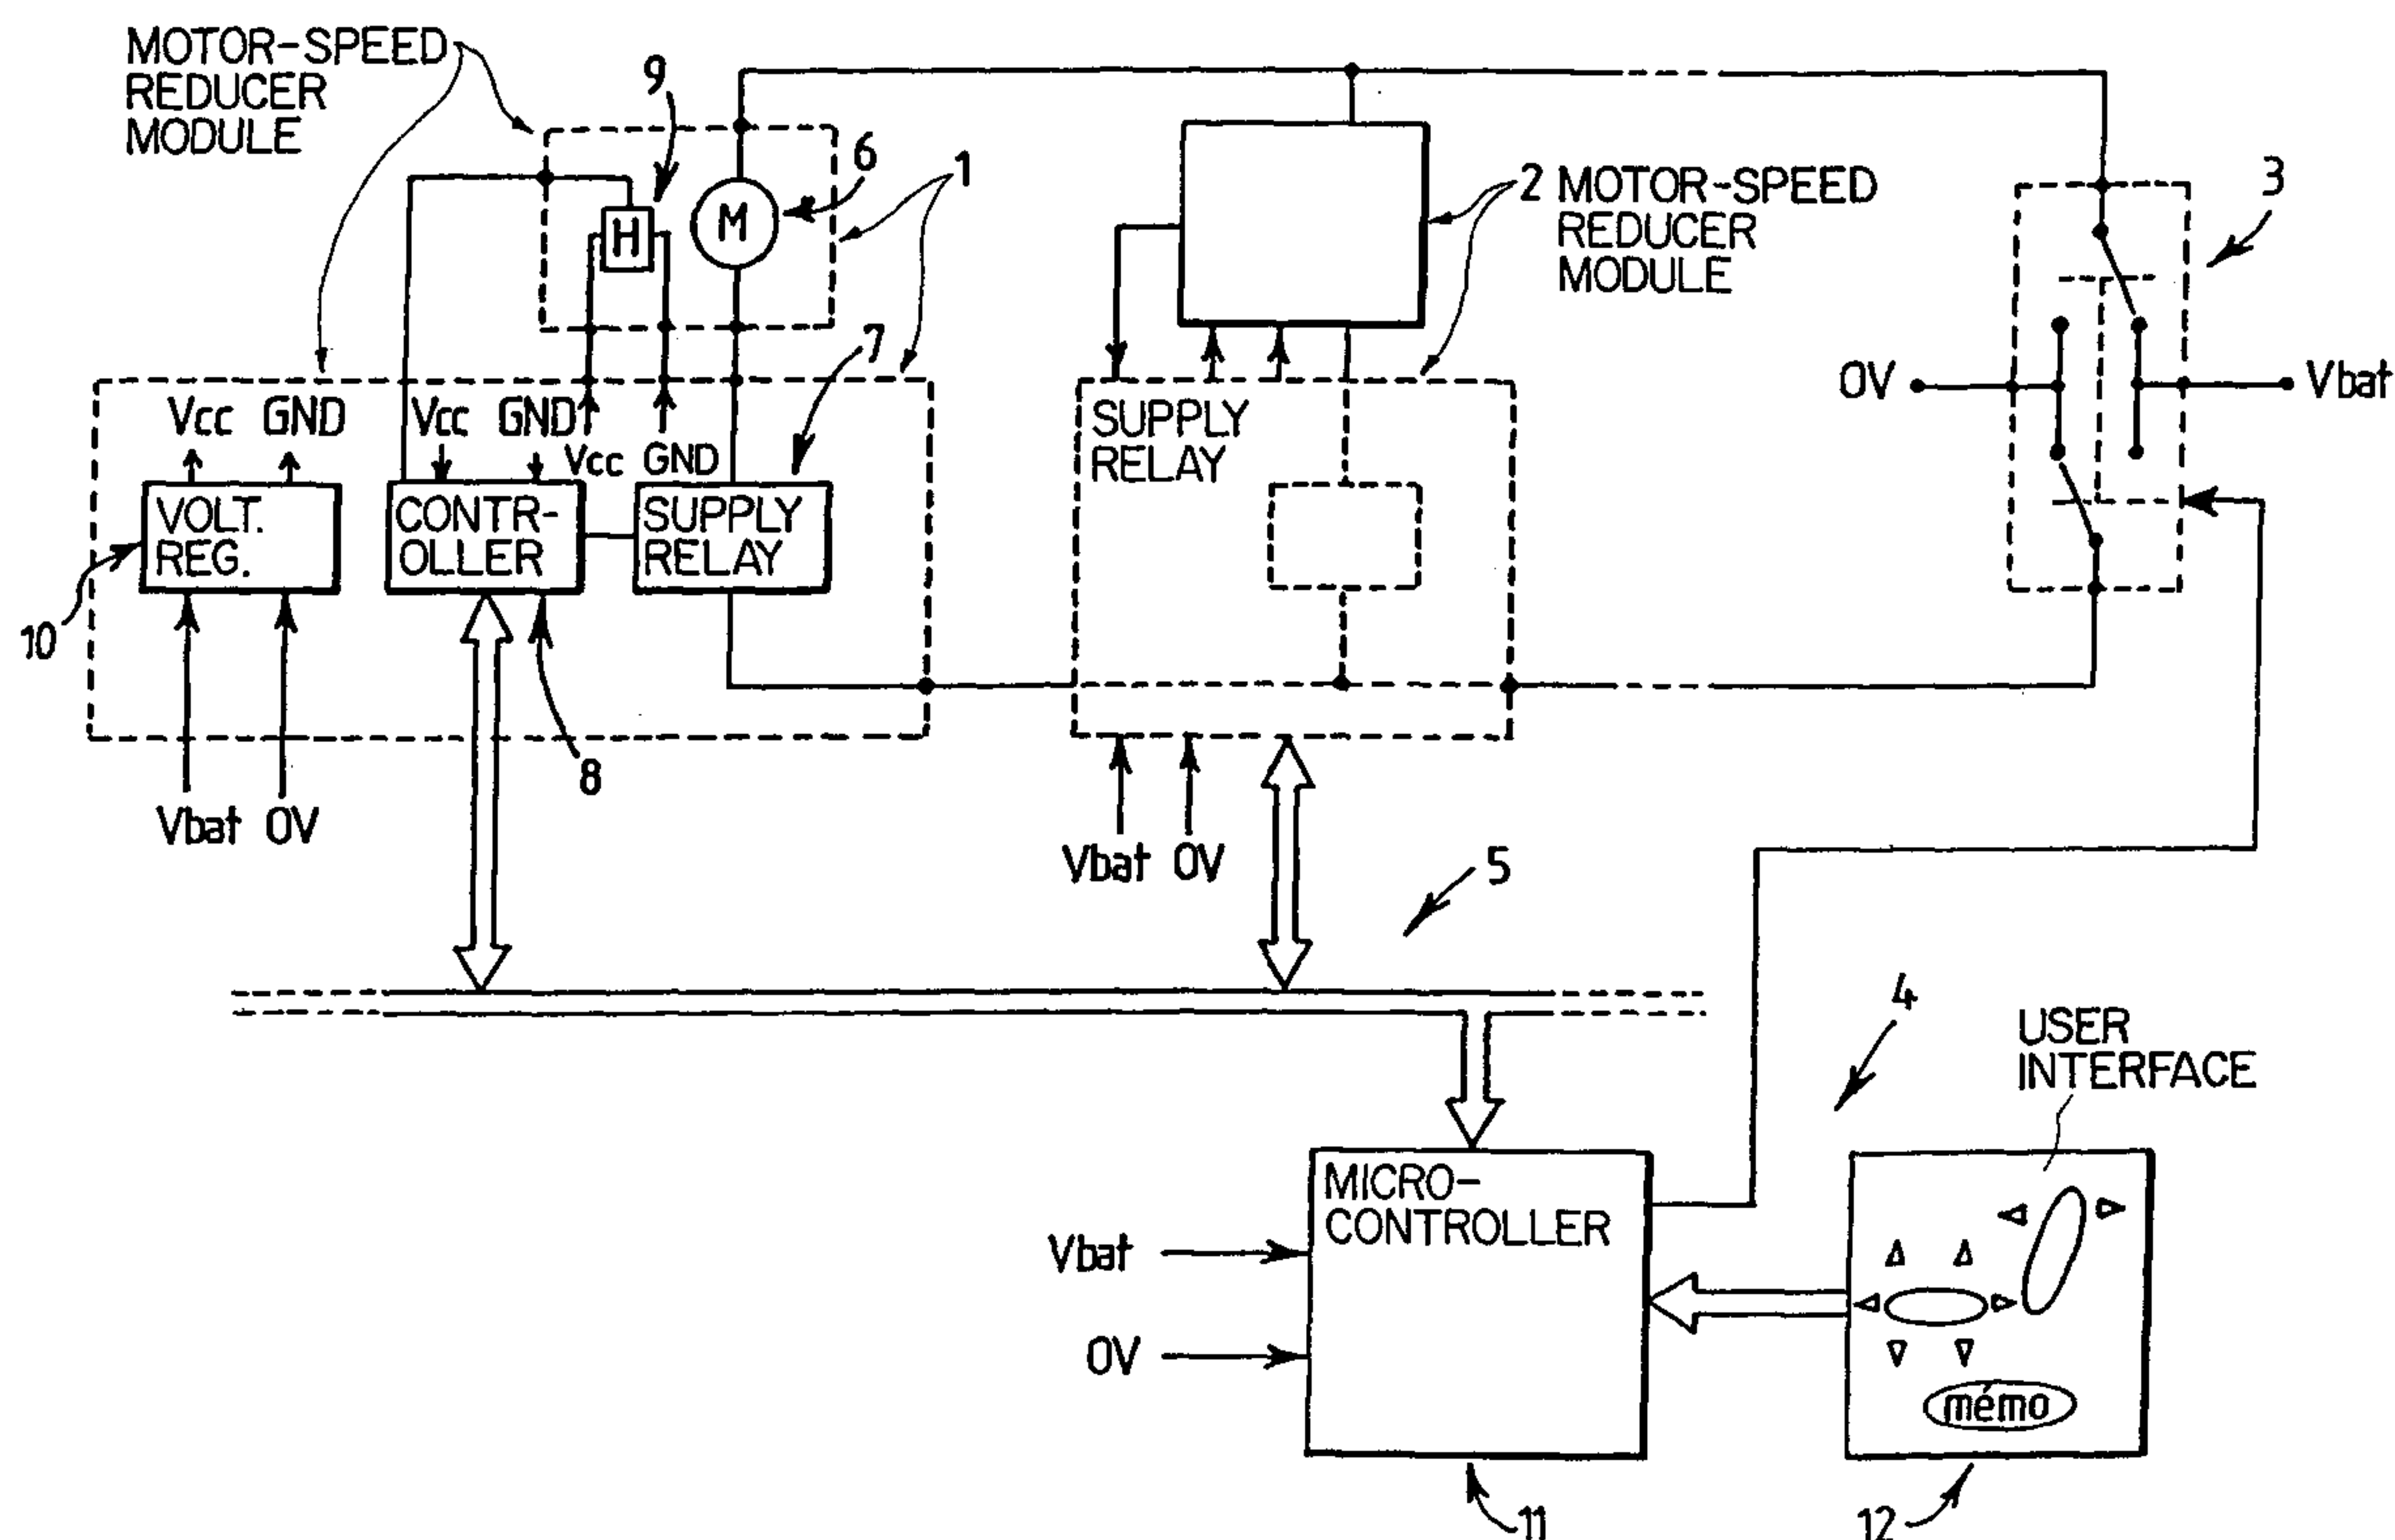 MOTOR-SPEED
REDUCER
MODULE
9
6
1
2 MOTOR-SPEED
REDUCER
MODULE
3
H
M
7
0V
Vbat
Vcc GND
Vcc GND
Vcc GND
SUPPLY
RELAY
VOLT.
REG.
CONTR-
OLLER
SUPPLY
RELAY
10
8
Vbat 0V
Vbat 0V
5
4
USER
INTERFACE
MICRO-
CONTROLLER
Vbat
0V
mémo
11
12